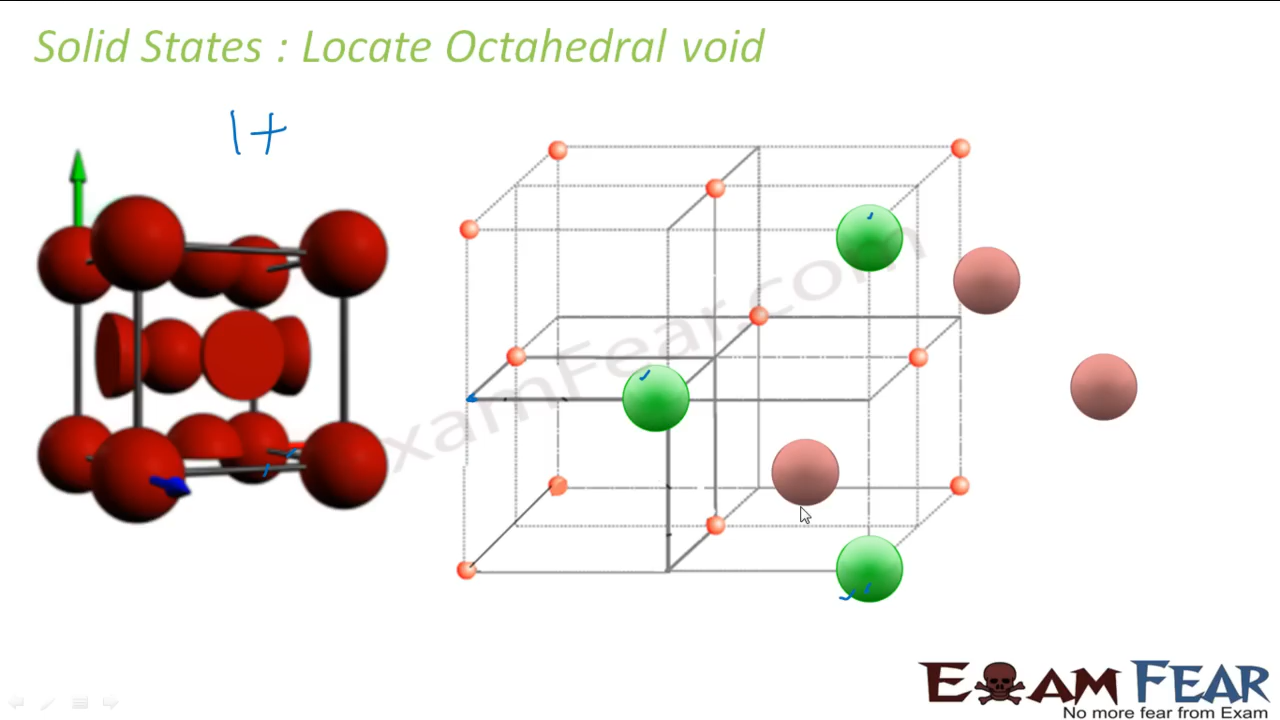 Solid States : Locate Octahedral void
1+
examFear.com
EXAM FEAR
No more fear from Exam